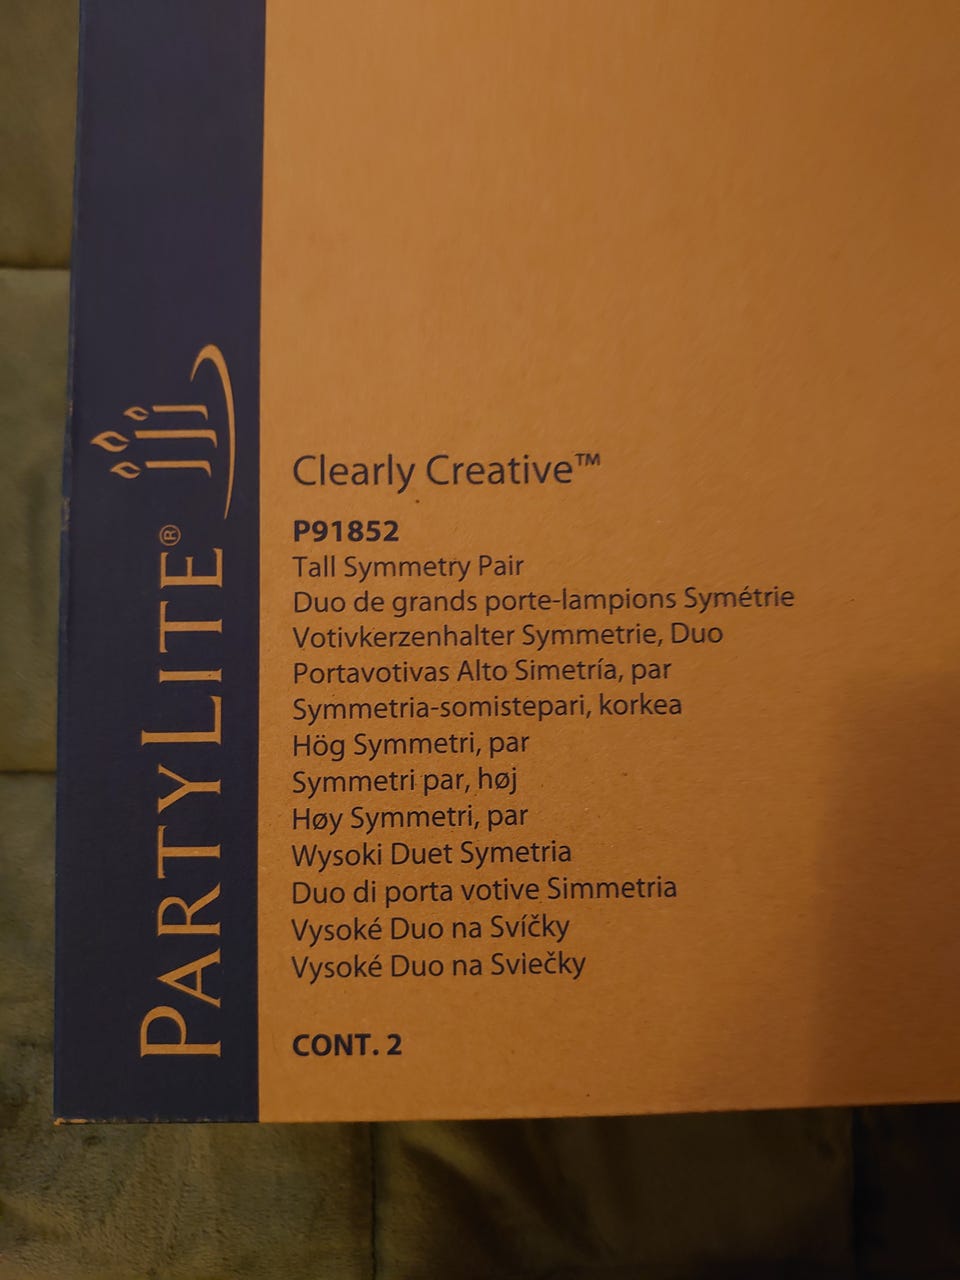 PARTYLITE®
Clearly Creative™
P91852
Tall Symmetry Pair
Duo de grands porte-lampions Symétrie
Votivkerzenhalter Symmetrie, Duo
Portavotivas Alto Simetría, par
Symmetria-somistepari, korkea
Hög Symmetri, par
Symmetri par, høj
Høy Symmetri, par
Wysoki Duet Symetria
Duo di porta votive Simmetria
Vysoké Duo na Svíčky
Vysoké Duo na Sviečky
CONT. 2